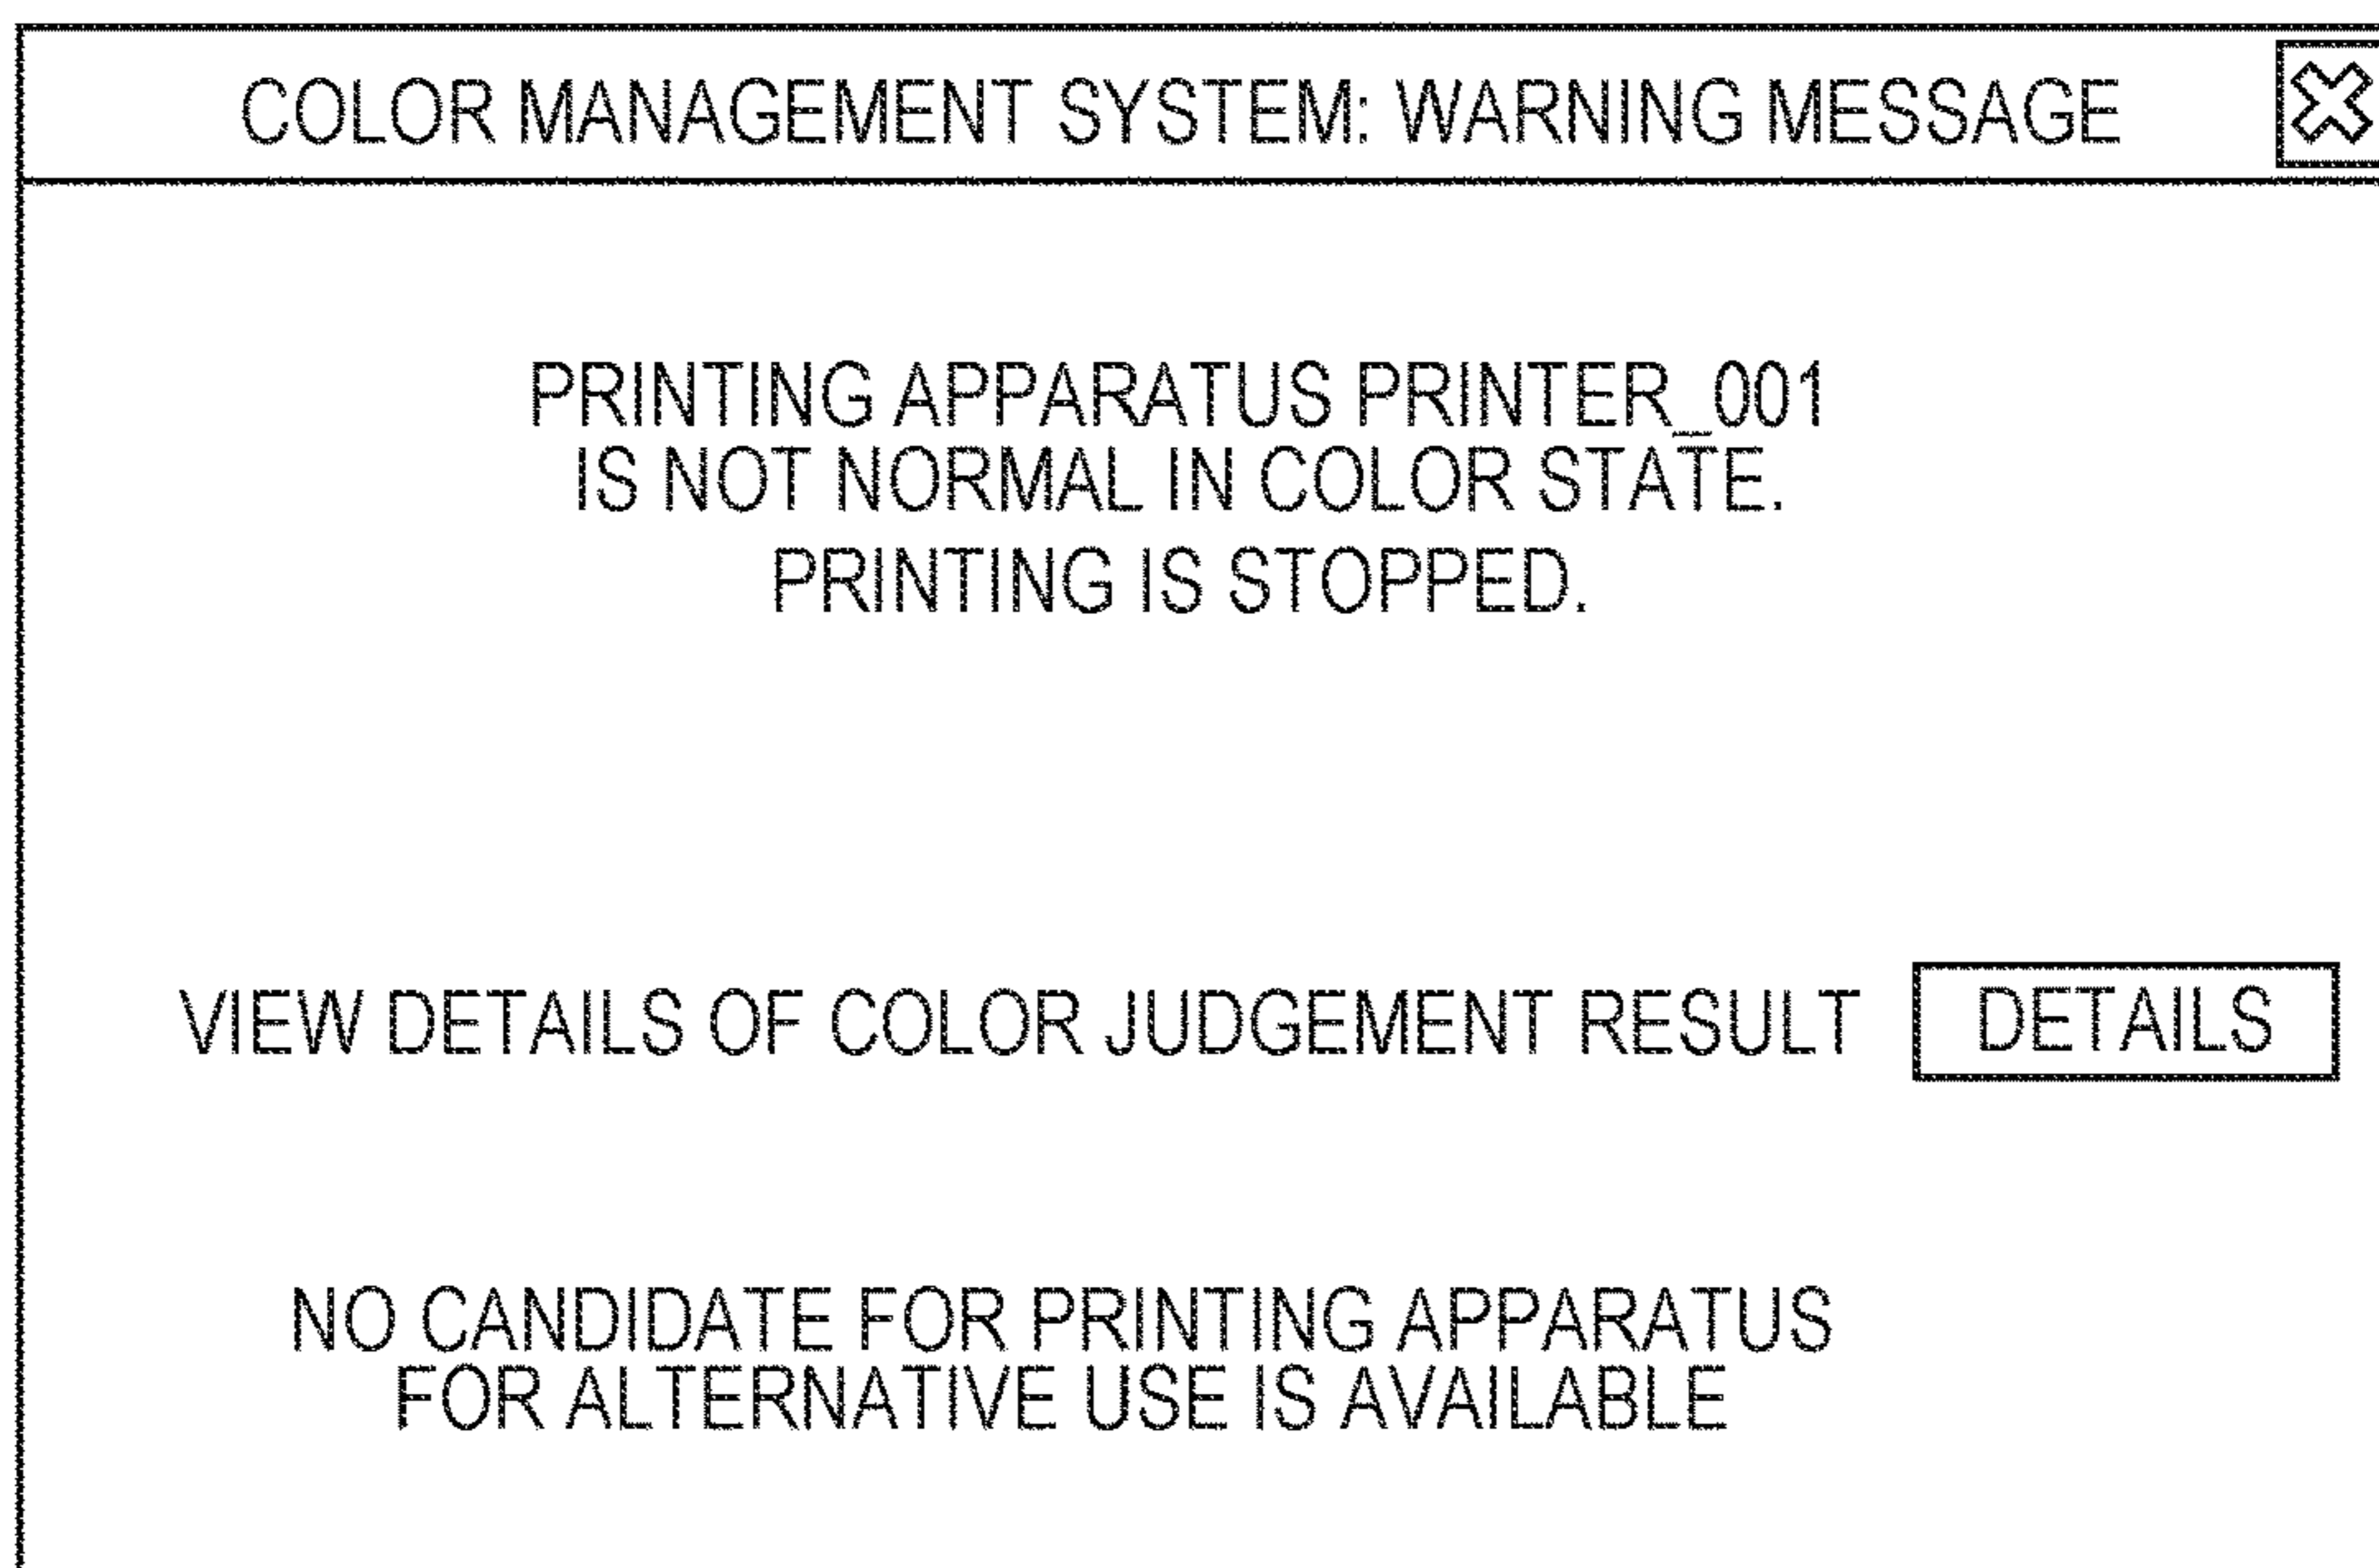 COLOR MANAGEMENT SYSTEM: WARNING MESSAGE
PRINTING APPARATUS PRINTER_001
IS NOT NORMAL IN COLOR STATE.
PRINTING IS STOPPED.
VIEW DETAILS OF COLOR JUDGEMENT RESULT DETAILS
NO CANDIDATE FOR PRINTING APPARATUS
FOR ALTERNATIVE USE IS AVAILABLE